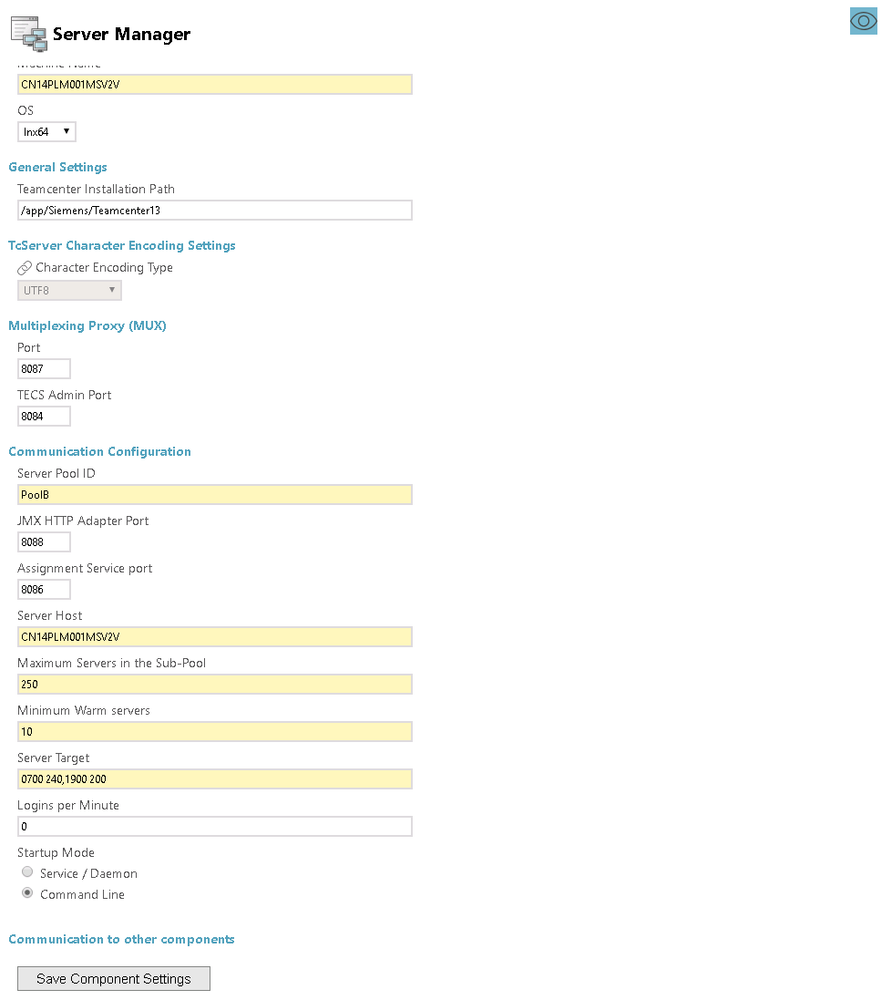 Server Manager
Machine Name
CN14PLM001MSV2V
OS
lnx64
General Settings
Teamcenter Installation Path
/app/Siemens/Teamcenter13
TcServer Character Encoding Settings
Character Encoding Type
UTF8
Multiplexing Proxy (MUX)
Port
8087
TECS Admin Port
8084
Communication Configuration
Server Pool ID
PoolB
JMX HTTP Adapter Port
8088
Assignment Service port
8086
Server Host
CN14PLM001MSV2V
Maximum Servers in the Sub-Pool
250
Minimum Warm servers
10
Server Target
0700 240,1900 200
Logins per Minute
0
Startup Mode
Service / Daemon
Command Line
Communication to other components
Save Component Settings